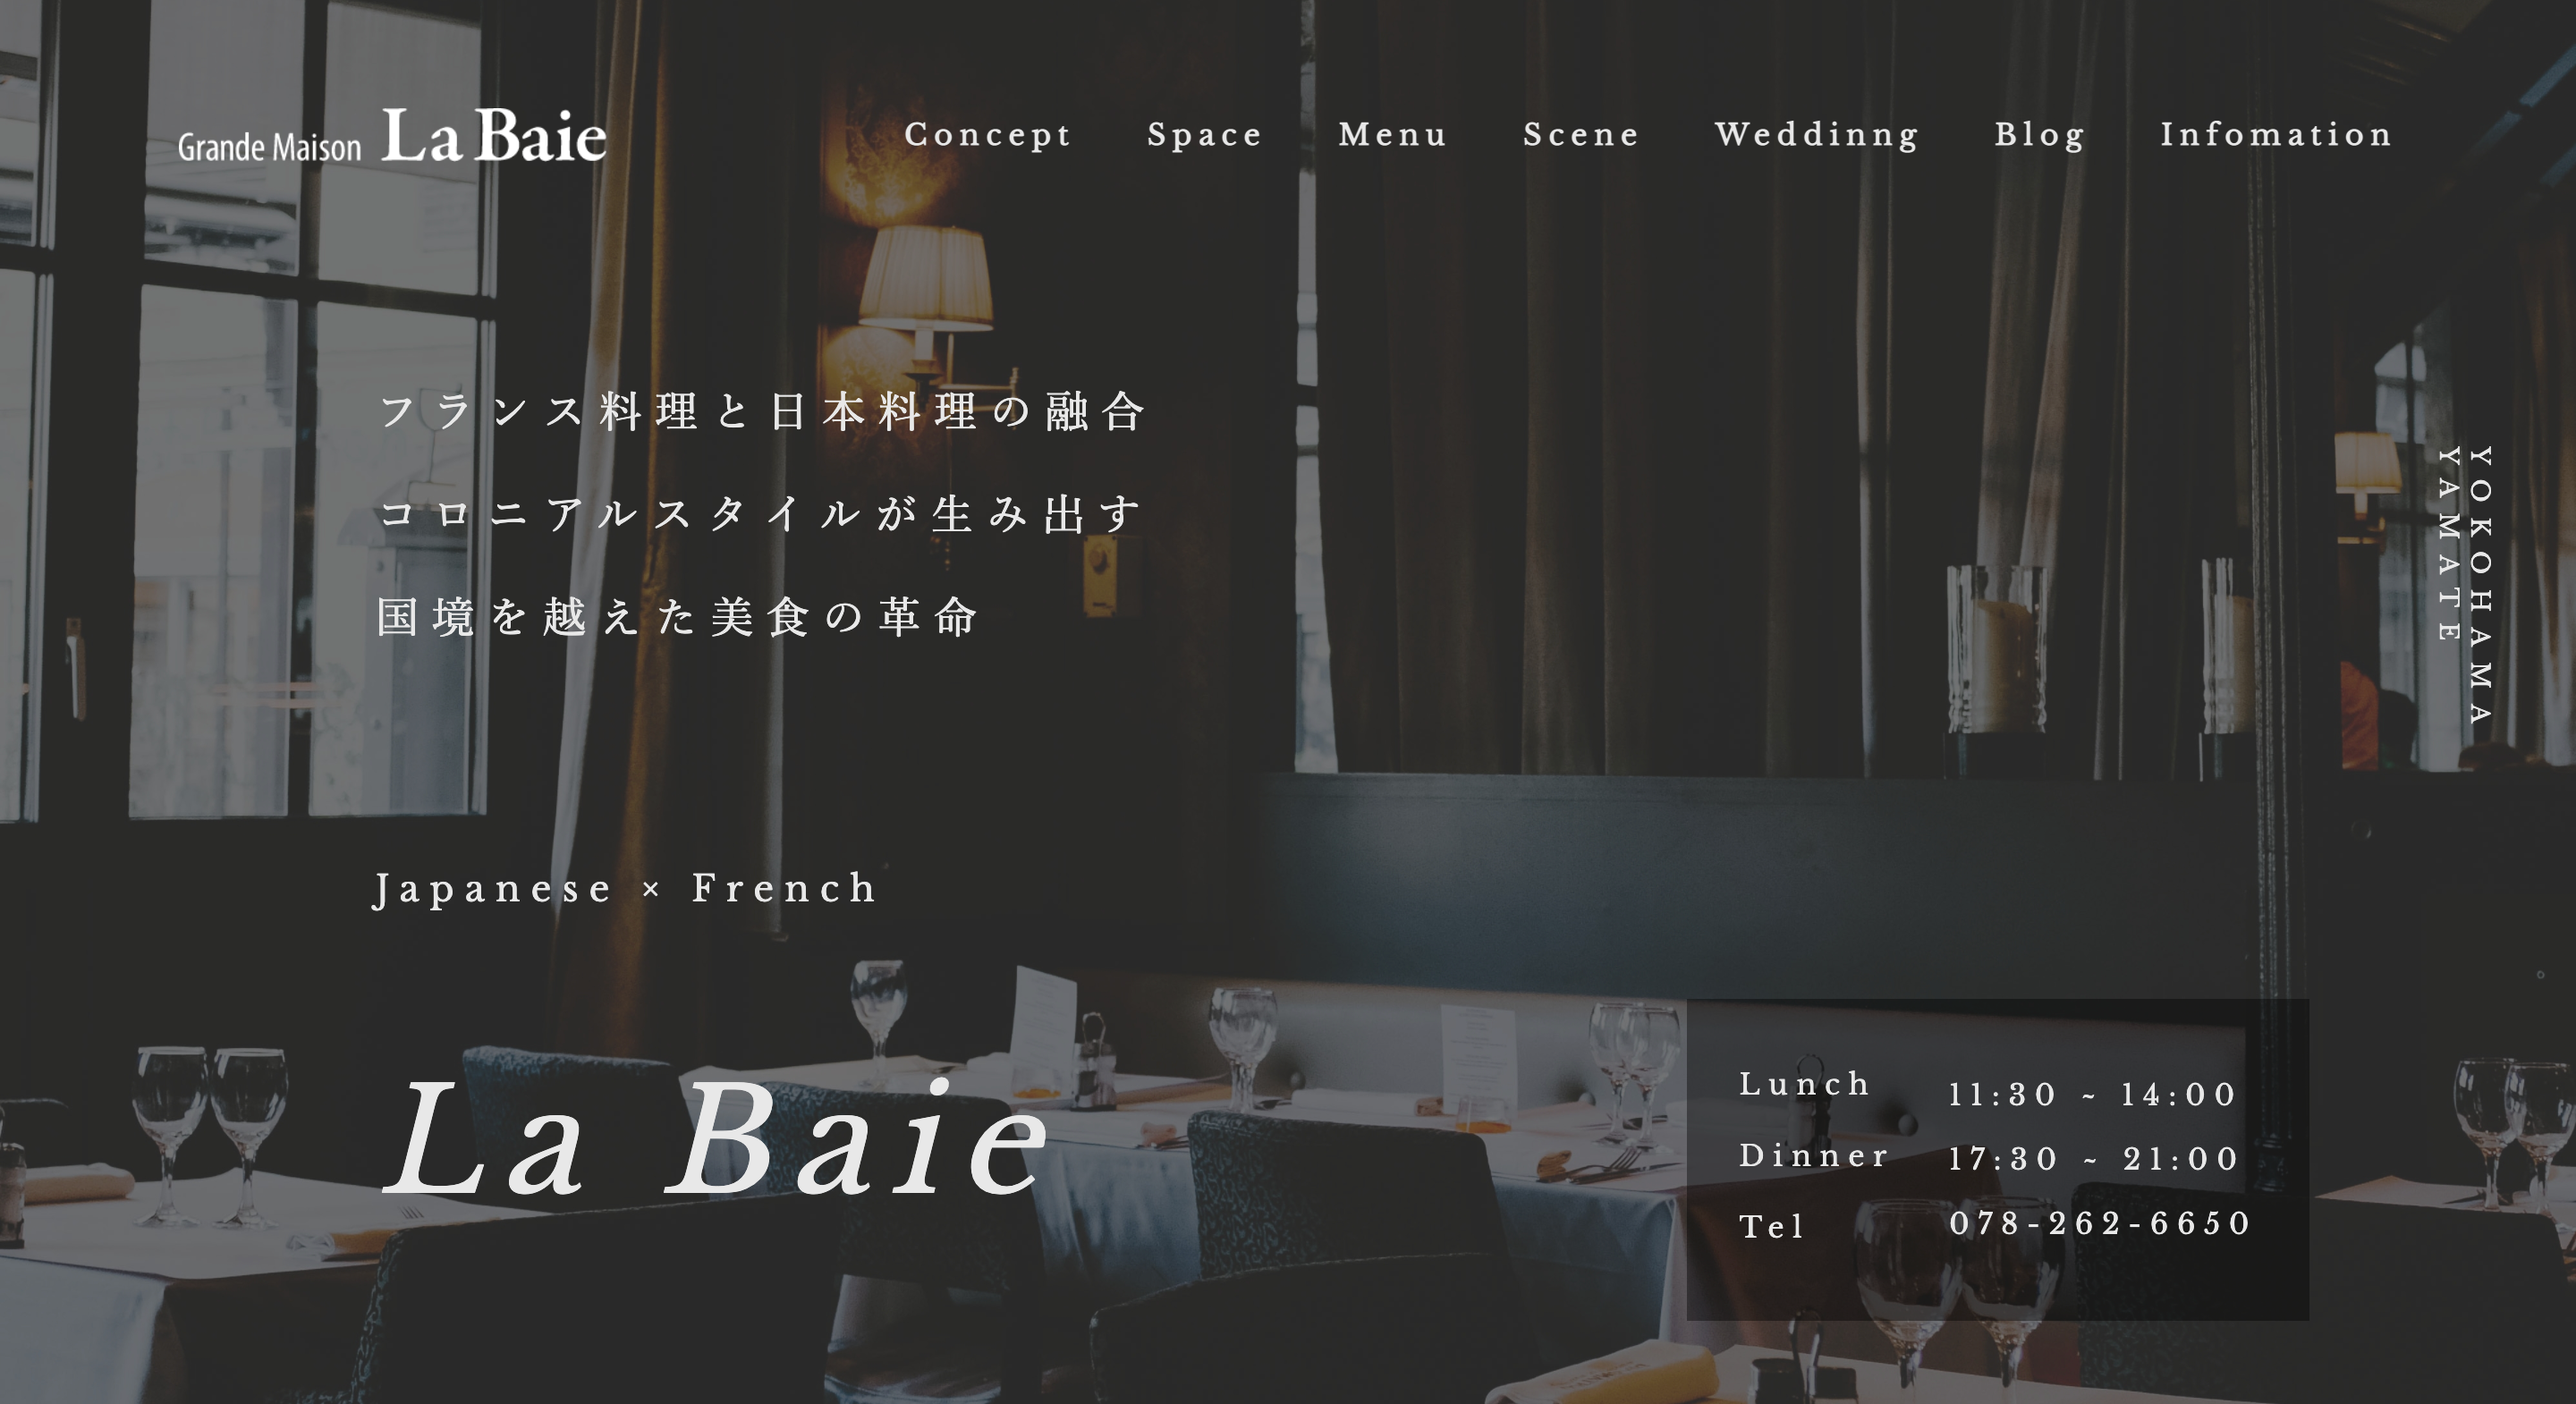 Grande Maison La Baie
Concept Space Menu Scene Weddinng Blog Infomation
フランス料理と日本料理の融合
コロニアルスタイルが生み出す
国境を越えた美食の革命
YOKOHAMA
YAMATE
Japanese × French
La Baie
Lunch 11:30 ~ 14:00
Dinner 17:30 ~ 21:00
Tel 078-262-6650